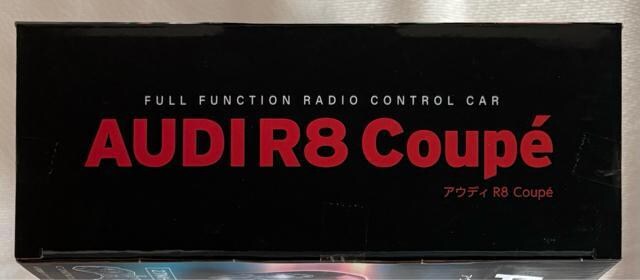 FULL FUNCTION RADIO CONTROL CAR
AUDI R8 Coupé
アウディ R8 Coupé